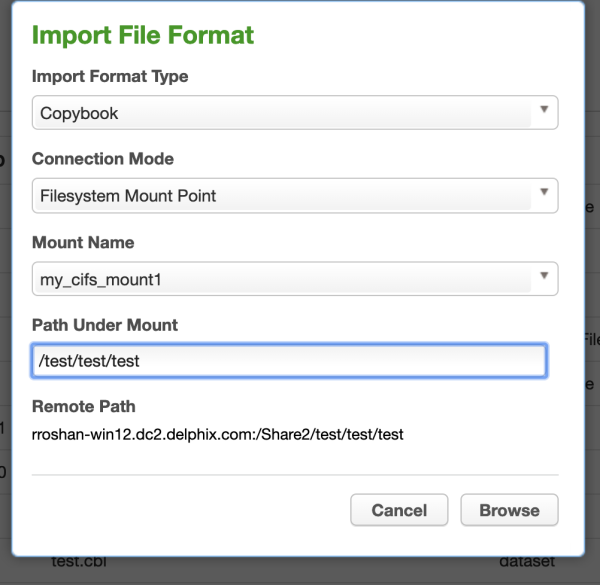 Import File Format
Import Format Type
Copybook
Connection Mode
Filesystem Mount Point
Mount Name
my_cifs_mount1
Path Under Mount
/test/test/test
Remote Path
rroshan-win12.dc2.delphix.com:/Share2/test/test/test
Cancel Browse
test.cbl dataset